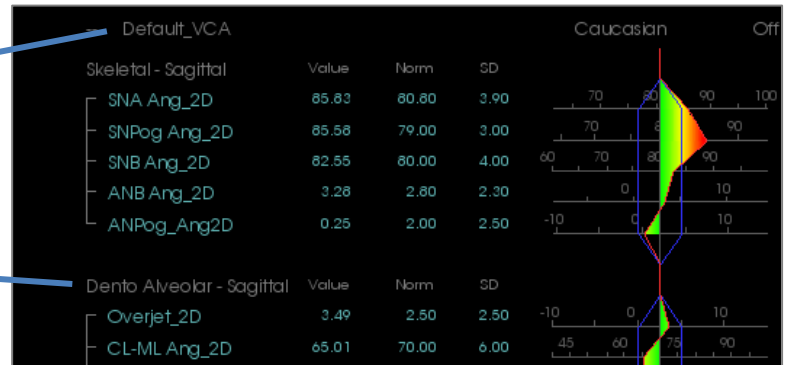 Default_VCA Caucasian Off
Skeletal - Sagittal Value Norm SD
SNA Ang_2D 85.83 80.80 3.90 70 80 90 100
SNPog Ang_2D 85.58 79.00 3.00 70 8 90
SNB Ang_2D 82.55 80.00 4.00 60 70 80 90
ANB Ang_2D 3.28 2.80 2.30 0 10
ANPog_Ang2D 0.25 2.00 2.50 -10 0 10
Dento Alveolar - Sagittal Value Norm SD
Overjet_2D 3.49 2.50 2.50 -10 0 10
CL-ML Ang_2D 65.01 70.00 6.00 45 60 75 90